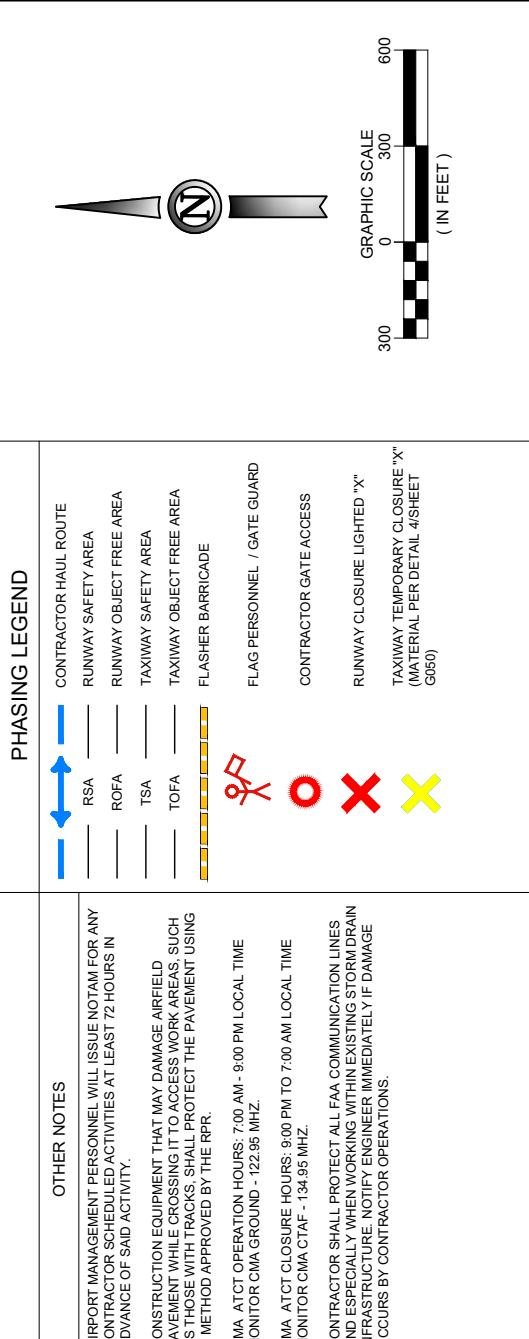 OTHER NOTES
IRPORT MANAGEMENT PERSONNEL WILL ISSUE NOTAM FOR ANY
ONTRACTOR SCHEDULED ACTIVITIES AT LEAST 72 HOURS IN
DVANCE OF SAID ACTIVITY.
ONSTRUCTION EQUIPMENT THAT MAY DAMAGE AIRFIELD
AVEMENT WHILE CROSSING IT TO ACCESS WORK AREAS, SUCH
S THOSE WITH TRACKS, SHALL PROTECT THE PAVEMENT USING
METHOD APPROVED BY THE RPR.
MA ATCT OPERATION HOURS: 7:00 AM - 9:00 PM LOCAL TIME
ONITOR CMA GROUND - 122.95 MHZ.
MA ATCT CLOSURE HOURS: 9:00 PM TO 7:00 AM LOCAL TIME
ONITOR CMA CTAF - 134.95 MHZ.
ONTRACTOR SHALL PROTECT ALL FAA COMMUNICATION LINES
ND ESPECIALLY WHEN WORKING WITHIN EXISTING STORM DRAIN
FRASTRUCTURE. NOTIFY ENGINEER IMMEDIATELY IF DAMAGE
CCURS BY CONTRACTOR OPERATIONS.
PHASING LEGEND
CONTRACTOR HAUL ROUTE
RSA RUNWAY SAFETY AREA
ROFA RUNWAY OBJECT FREE AREA
TSA TAXIWAY SAFETY AREA
TOFA TAXIWAY OBJECT FREE AREA
FLASHER BARRICADE
FLAG PERSONNEL / GATE GUARD
CONTRACTOR GATE ACCESS
RUNWAY CLOSURE LIGHTED "X"
TAXIWAY TEMPORARY CLOSURE "X"
(MATERIAL PER DETAIL 4/SHEET
G050)
N
GRAPHIC SCALE
300 0 300 600
( IN FEET )